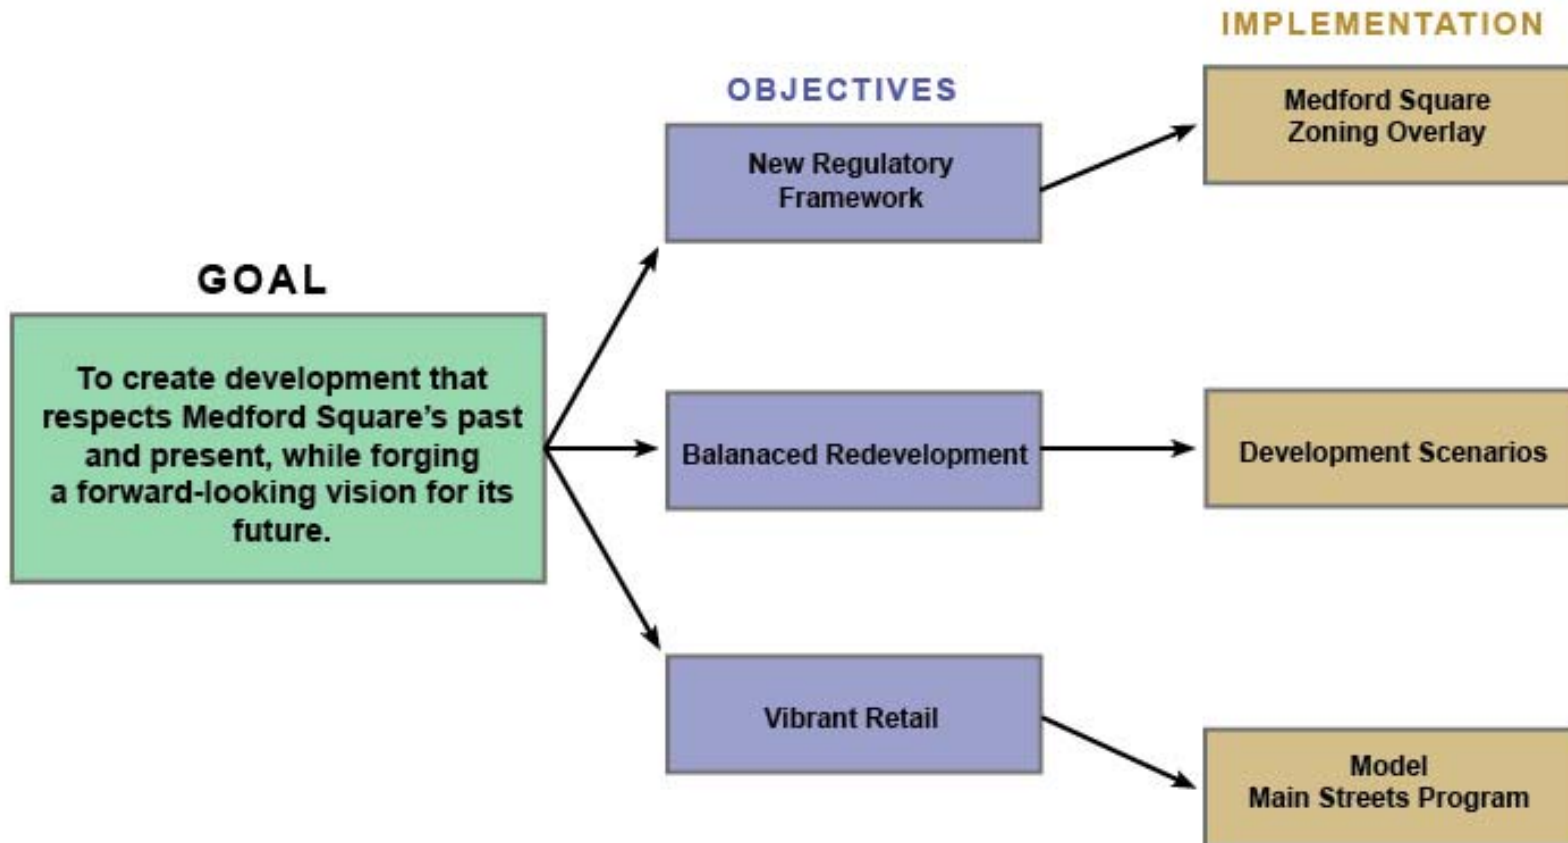 GOAL
To create development that
respects Medford Square's past
and present, while forging
a forward-looking vision for its
future.
OBJECTIVES
New Regulatory
Framework
Balanaced Redevelopment
Vibrant Retail
IMPLEMENTATION
Medford Square
Zoning Overlay
Development Scenarios
Model
Main Streets Program